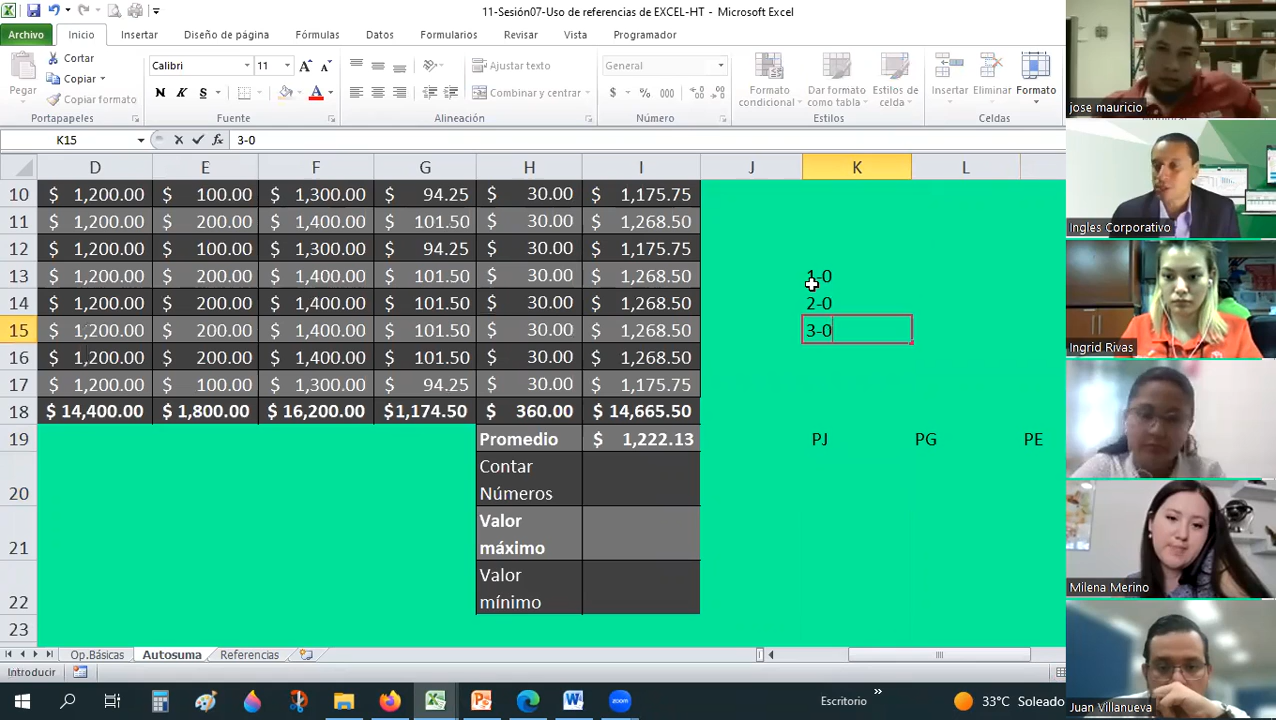 11-Sesión07-Uso de referencias de EXCEL-HT - Microsoft Excel
Archivo Inicio Insertar Diseño de página Fórmulas Datos Formularios Revisar Vista Programador
Pegar
Cortar
Copiar
Copiar formato
Portapapeles
Calibri 11
N K S
Fuente
Ajustar texto
Combinar y centrar
Alineación
General
$ % 000
Número
Formato condicional
Dar formato como tabla
Estilos de celda
Estilos
Insertar Eliminar Formato
Celdas
K15 fx 3-0
D E F G H I J K L
10 $ 1,200.00 $ 100.00 $ 1,300.00 $ 94.25 $ 30.00 $ 1,175.75
11 $ 1,200.00 $ 200.00 $ 1,400.00 $ 101.50 $ 30.00 $ 1,268.50
12 $ 1,200.00 $ 100.00 $ 1,300.00 $ 94.25 $ 30.00 $ 1,175.75
13 $ 1,200.00 $ 200.00 $ 1,400.00 $ 101.50 $ 30.00 $ 1,268.50 1-0
14 $ 1,200.00 $ 200.00 $ 1,400.00 $ 101.50 $ 30.00 $ 1,268.50 2-0
15 $ 1,200.00 $ 200.00 $ 1,400.00 $ 101.50 $ 30.00 $ 1,268.50 3-0
16 $ 1,200.00 $ 200.00 $ 1,400.00 $ 101.50 $ 30.00 $ 1,268.50
17 $ 1,200.00 $ 100.00 $ 1,300.00 $ 94.25 $ 30.00 $ 1,175.75
18 $ 14,400.00 $ 1,800.00 $ 16,200.00 $1,174.50 $ 360.00 $ 14,665.50
19 Promedio $ 1,222.13 PJ PG PE
20 Contar
Números
21 Valor
máximo
22 Valor
mínimo
23
Op.Básicas Autosuma Referencias
Introducir
Escritorio » 33°C Soleado
zoom
jose mauricio
Ingles Corporativo
Ingrid Rivas
Milena Merino
Juan Villanueva